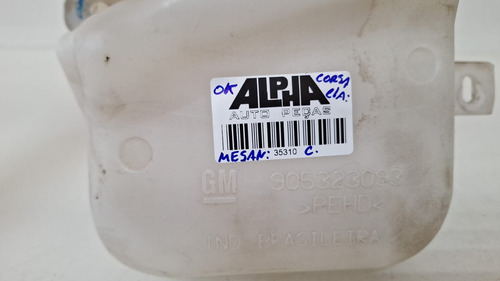 OK ALPHA CORSA
CLA:
AUTO PEÇAS
MESAN: 35310 C.
GM 90532309
>PEHD<
IND BRASILEIRA